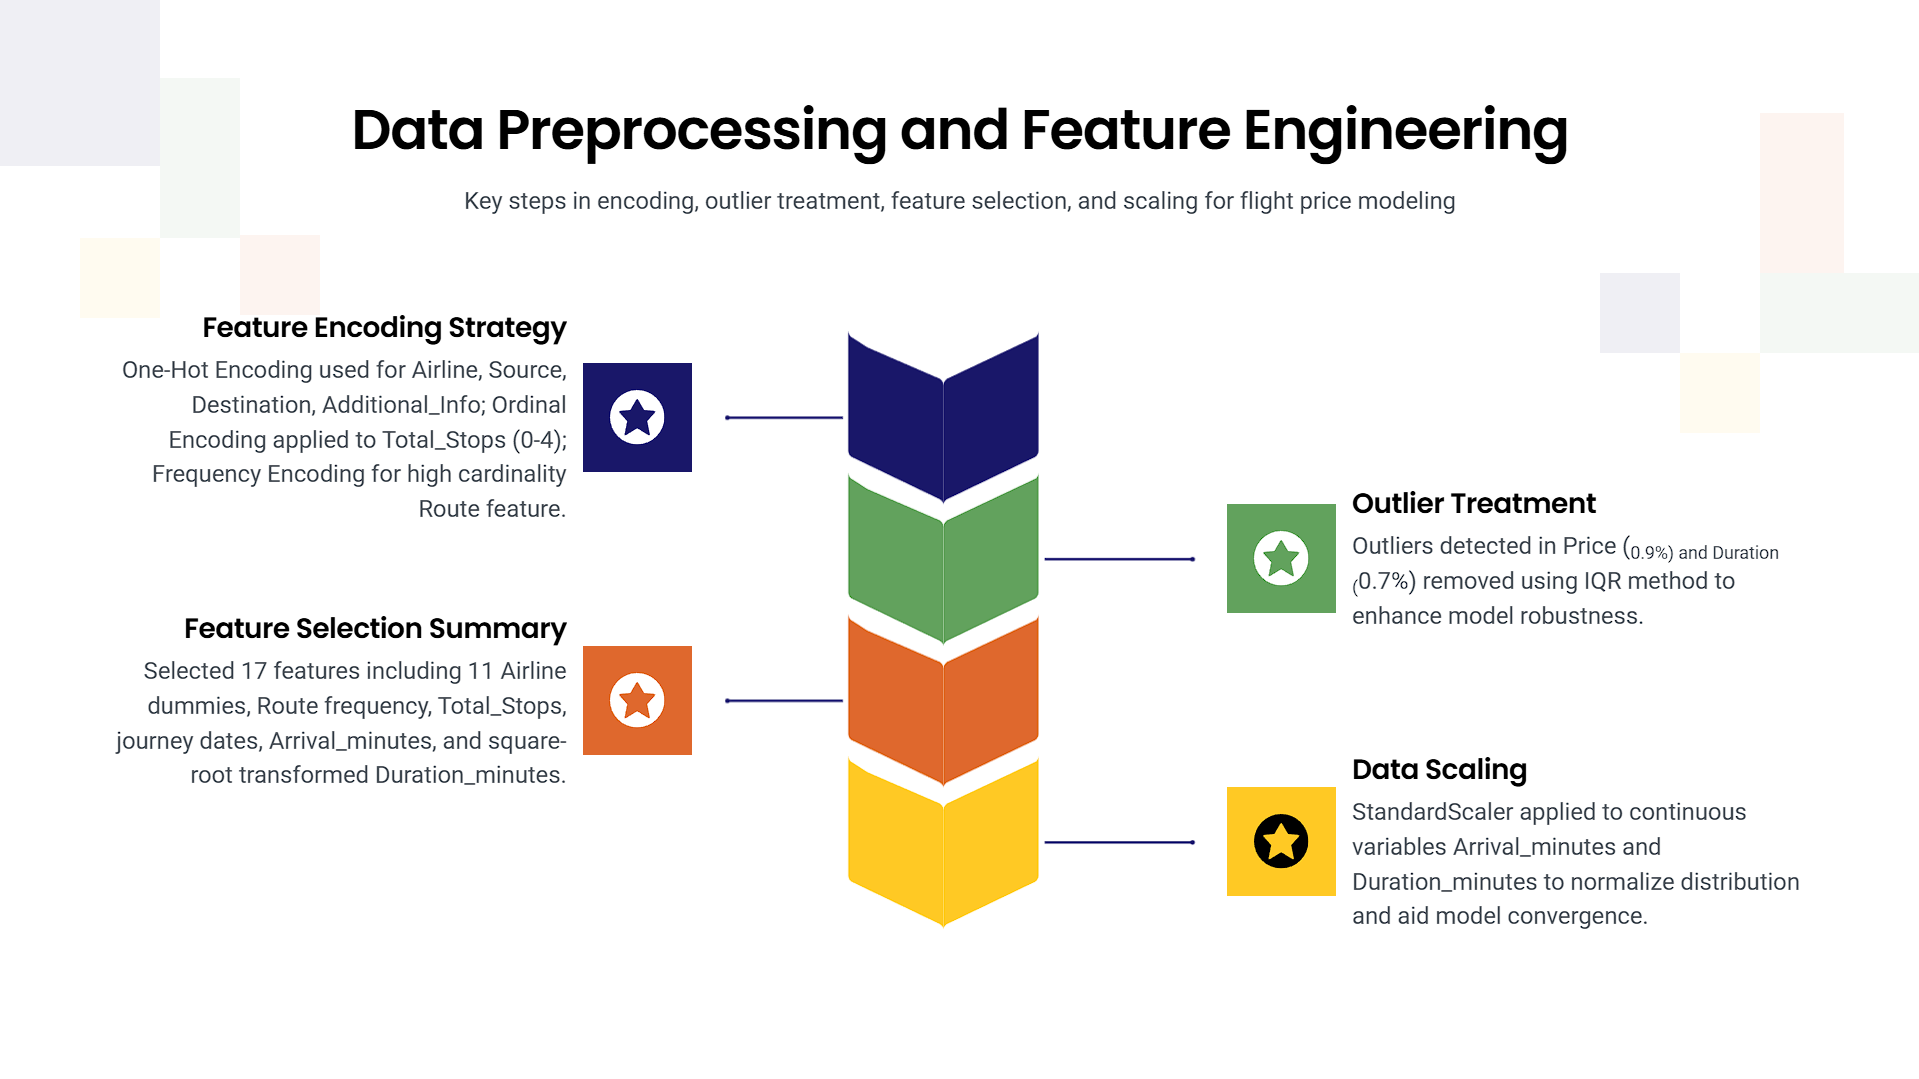 Data Preprocessing and Feature Engineering
Key steps in encoding, outlier treatment, feature selection, and scaling for flight price modeling
Feature Encoding Strategy
One-Hot Encoding used for Airline, Source,
Destination, Additional_Info; Ordinal
Encoding applied to Total_Stops (0-4);
Frequency Encoding for high cardinality
Route feature.
Outlier Treatment
Outliers detected in Price (0.9%) and Duration
(0.7%) removed using IQR method to
enhance model robustness.
Feature Selection Summary
Selected 17 features including 11 Airline
dummies, Route frequency, Total_Stops,
journey dates, Arrival_minutes, and square-
root transformed Duration_minutes.
Data Scaling
StandardScaler applied to continuous
variables Arrival_minutes and
Duration_minutes to normalize distribution
and aid model convergence.